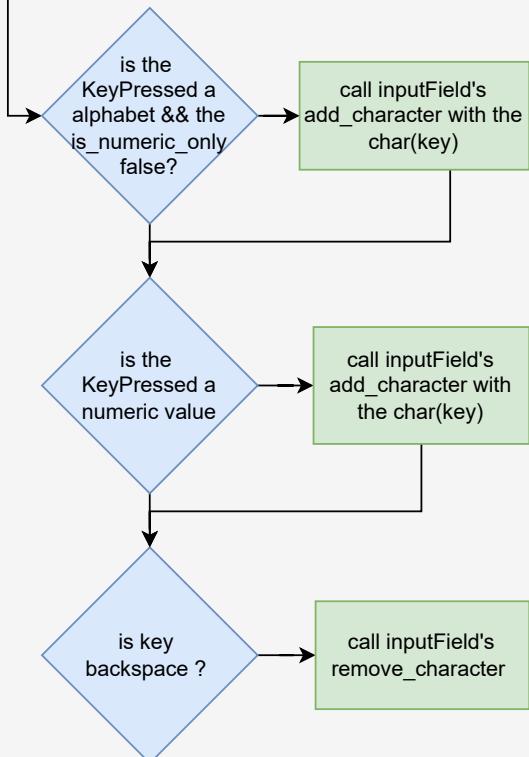 is the
KeyPressed a
alphabet && the
is_numeric_only
false?
call inputField's
add_character with the
char(key)
is the
KeyPressed a
numeric value
call inputField's
add_character with
the char(key)
is key
backspace ?
call inputField's
remove_character